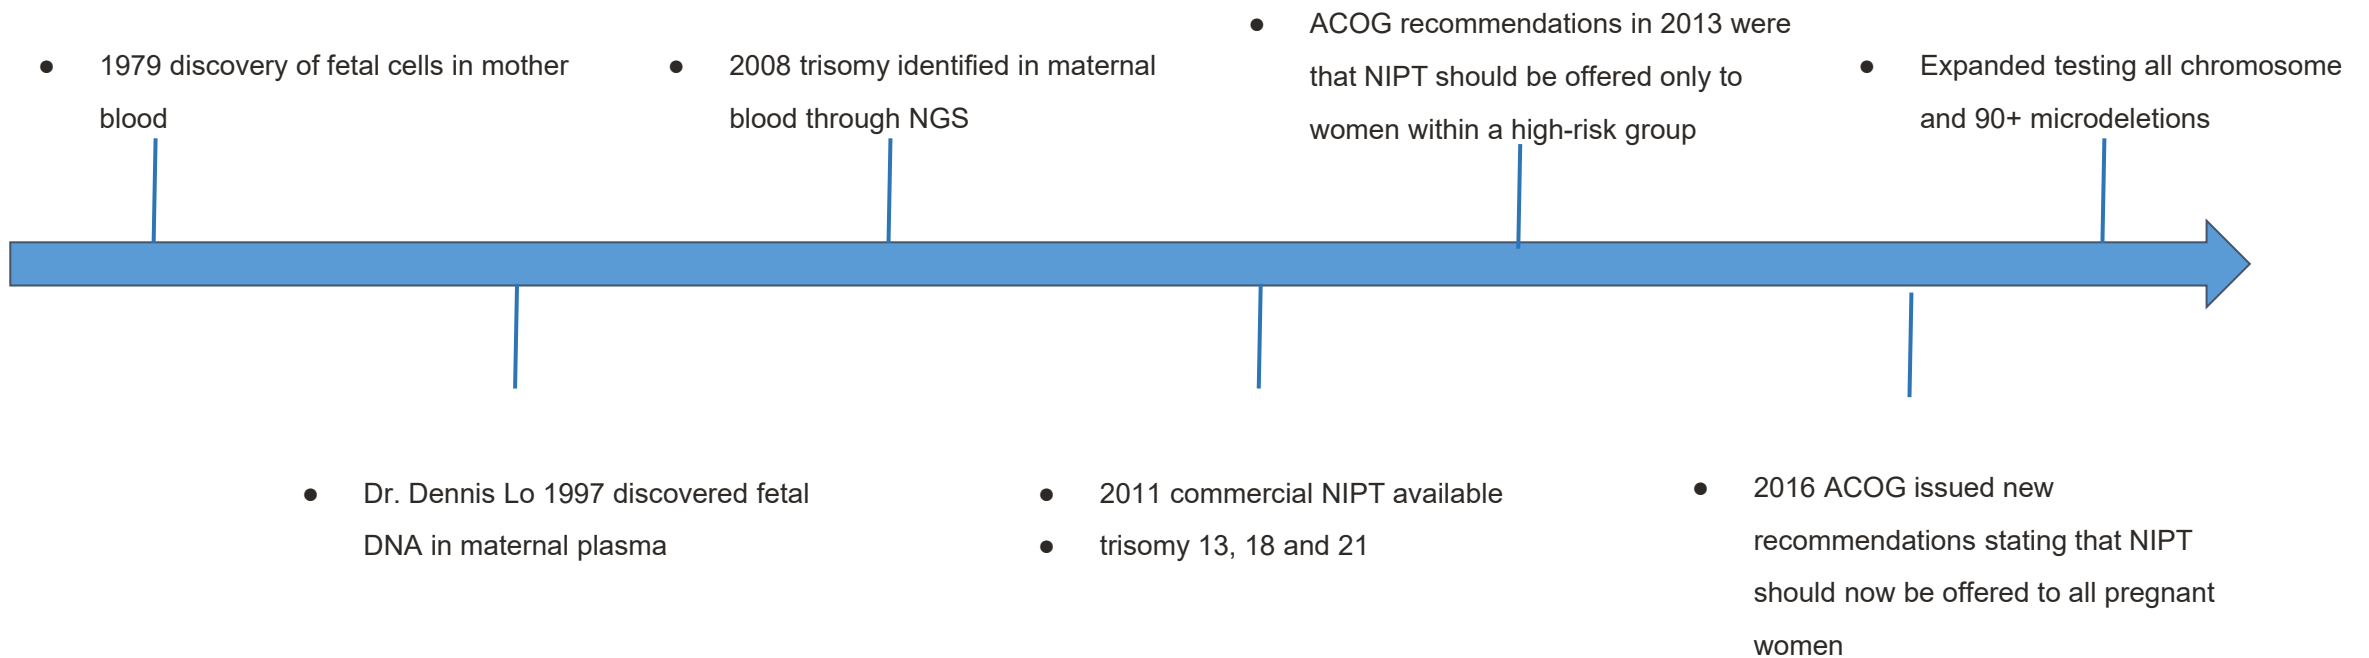 ● 1979 discovery of fetal cells in mother
blood
● 2008 trisomy identified in maternal
blood through NGS
● ACOG recommendations in 2013 were
that NIPT should be offered only to
women within a high-risk group
● Expanded testing all chromosome
and 90+ microdeletions
● Dr. Dennis Lo 1997 discovered fetal
DNA in maternal plasma
● 2011 commercial NIPT available
● trisomy 13, 18 and 21
● 2016 ACOG issued new
recommendations stating that NIPT
should now be offered to all pregnant
women